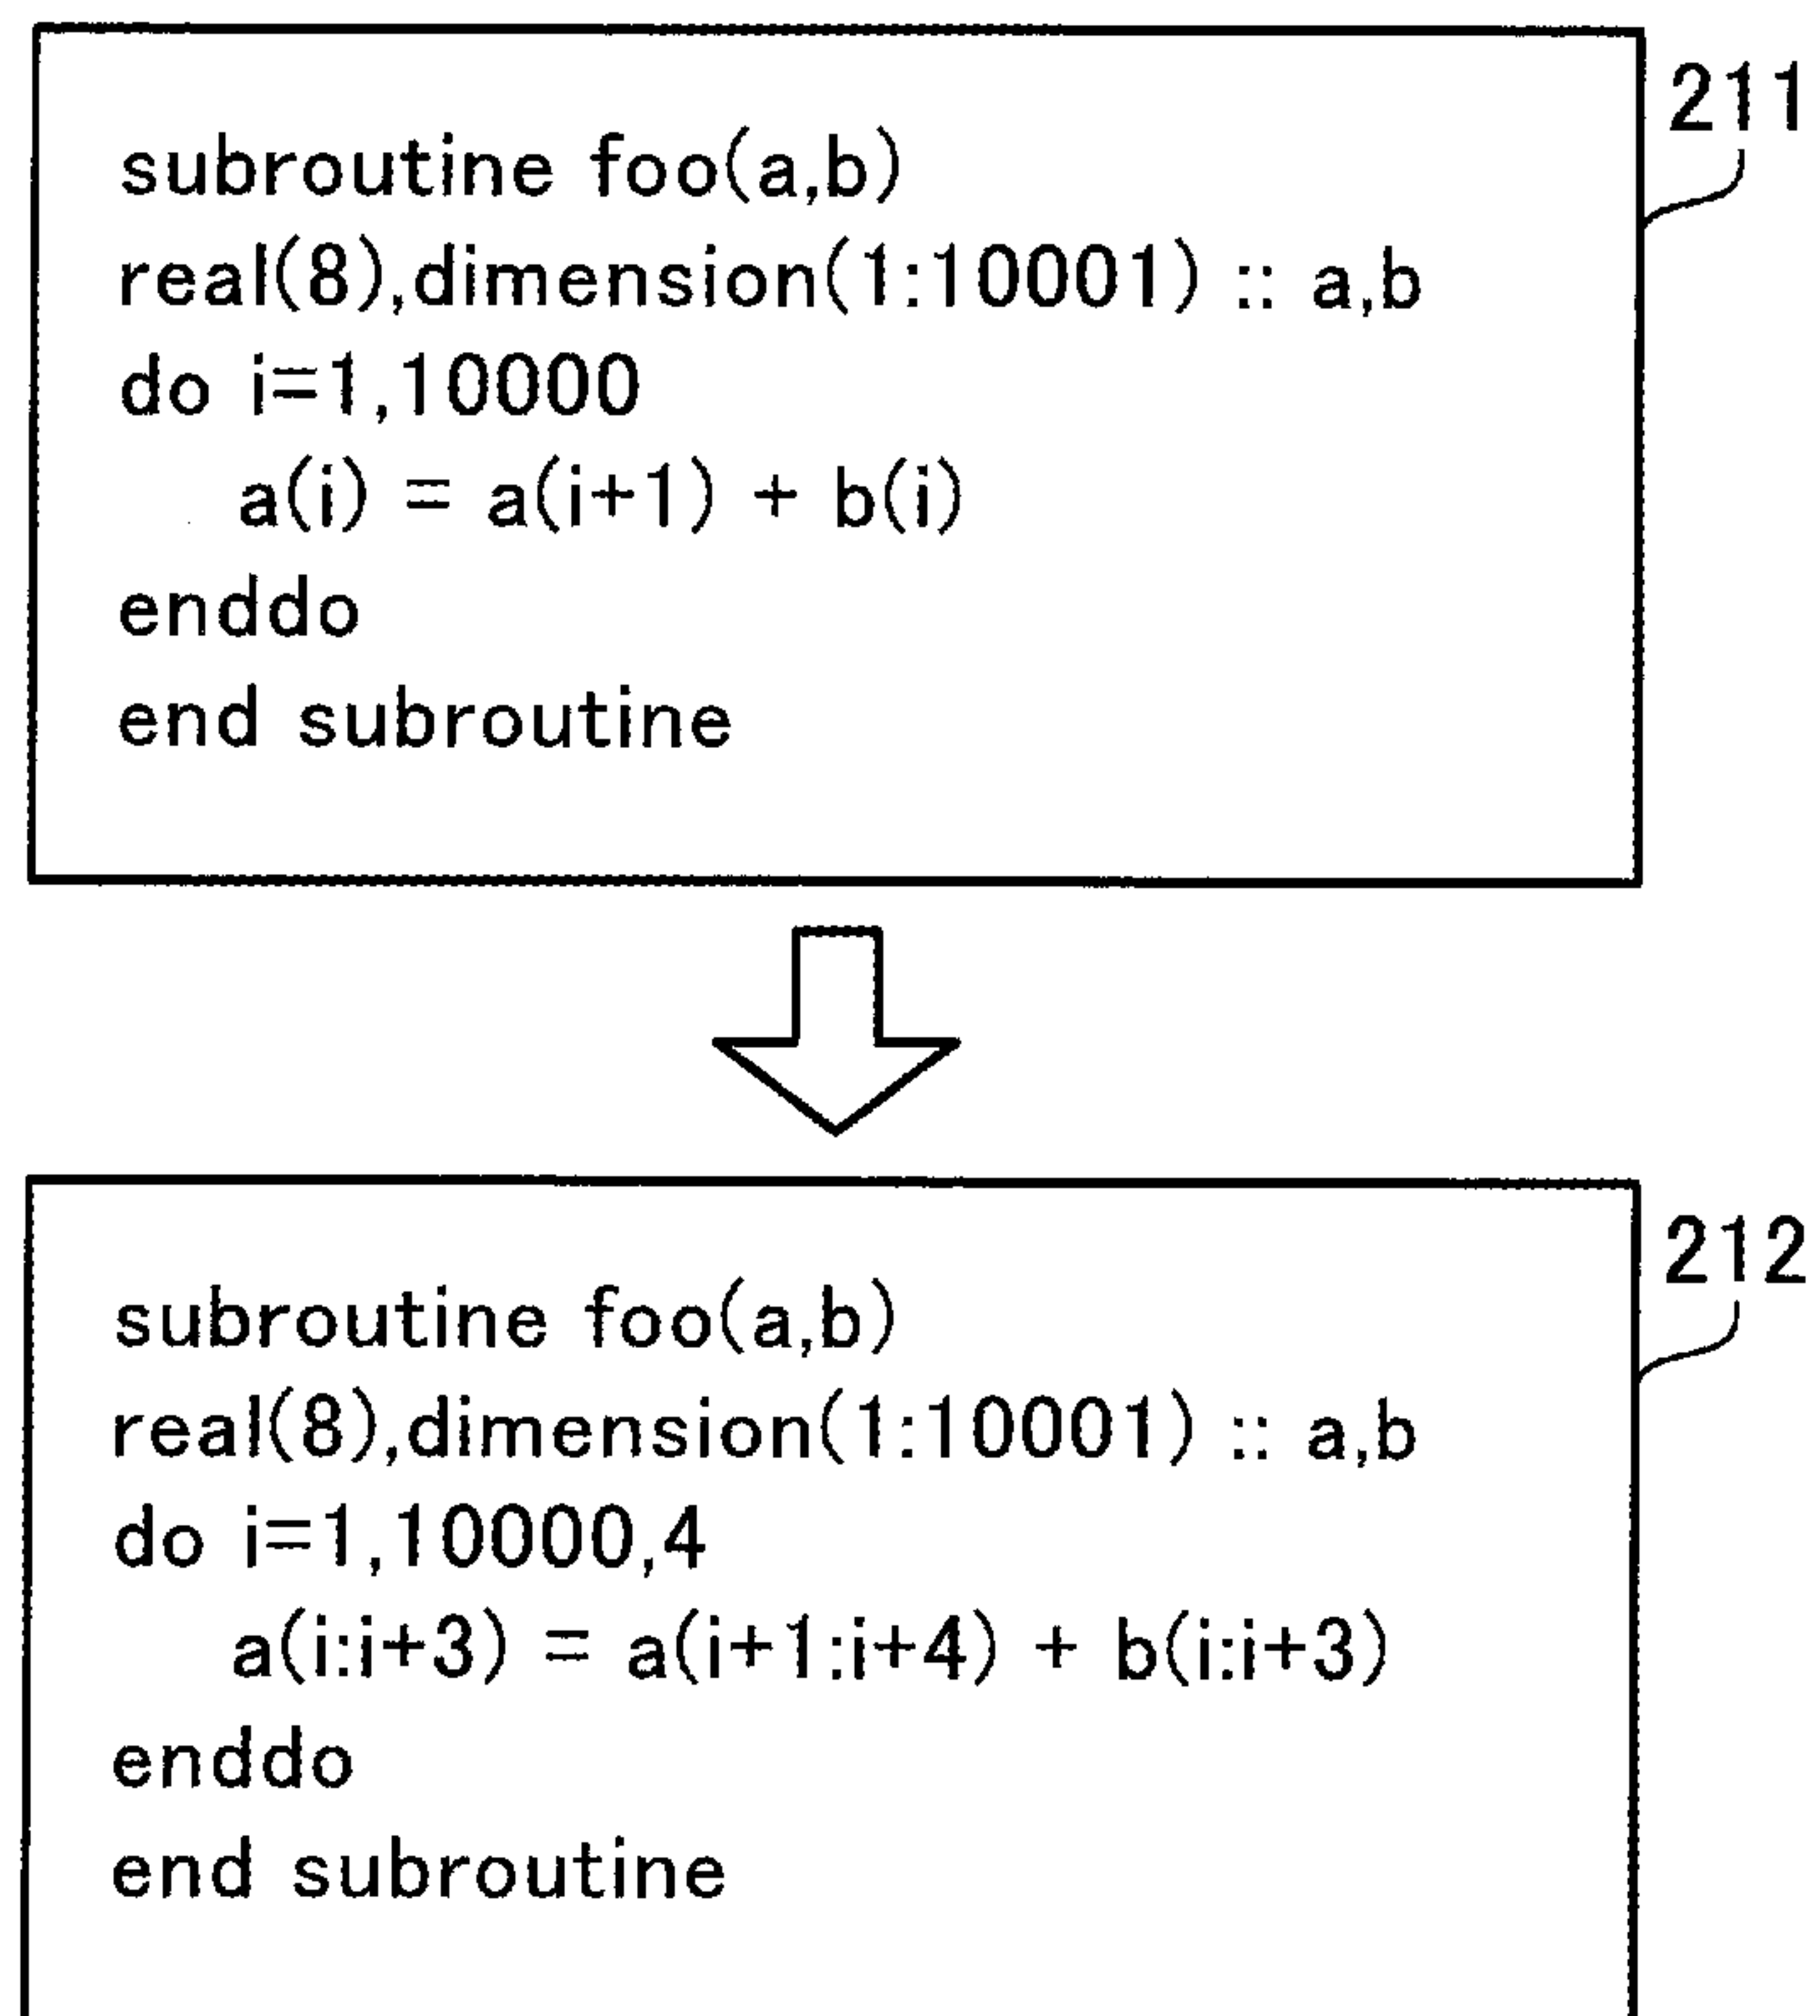 211
subroutine foo(a,b)
real(8),dimension(1:10001) :: a,b
do i=1,10000
a(i) = a(i+1) + b(i)
enddo
end subroutine
212
subroutine foo(a,b)
real(8),dimension(1:10001) :: a,b
do i=1,10000,4
a(i:i+3) = a(i+1:i+4) + b(i:i+3)
enddo
end subroutine